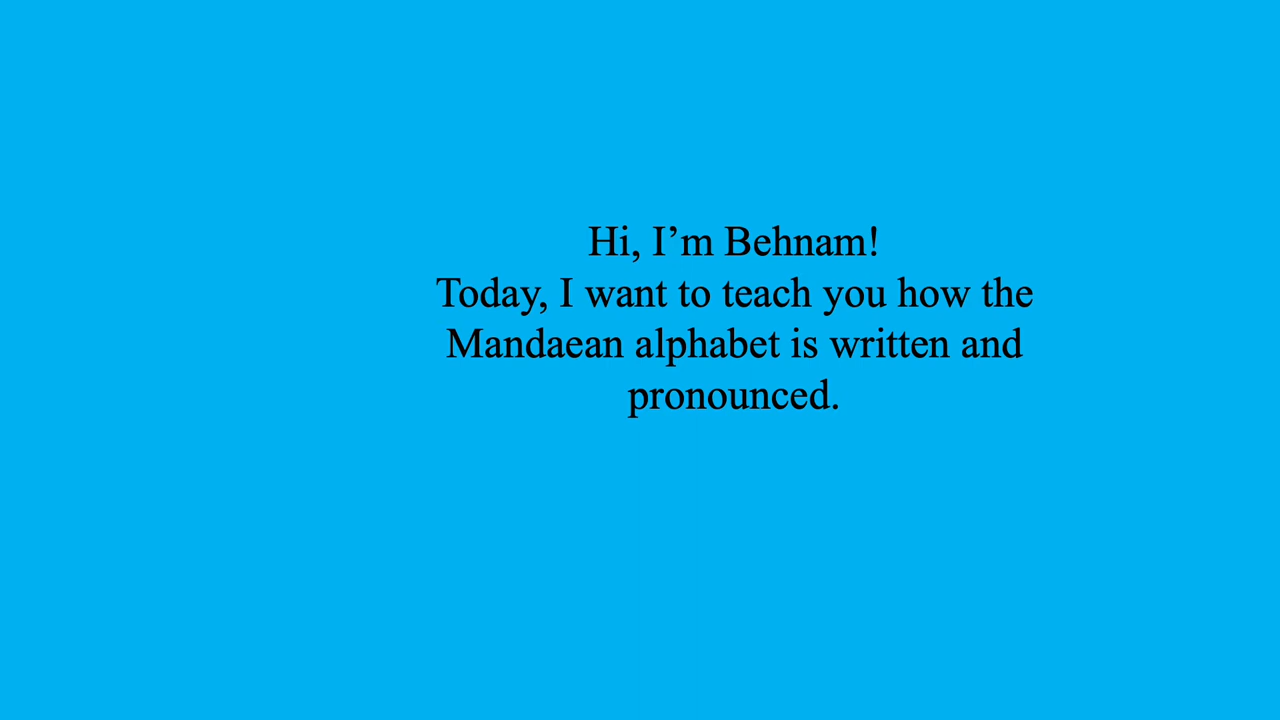 Hi, I’m Behnam!
Today, I want to teach you how the
Mandaean alphabet is written and
pronounced.